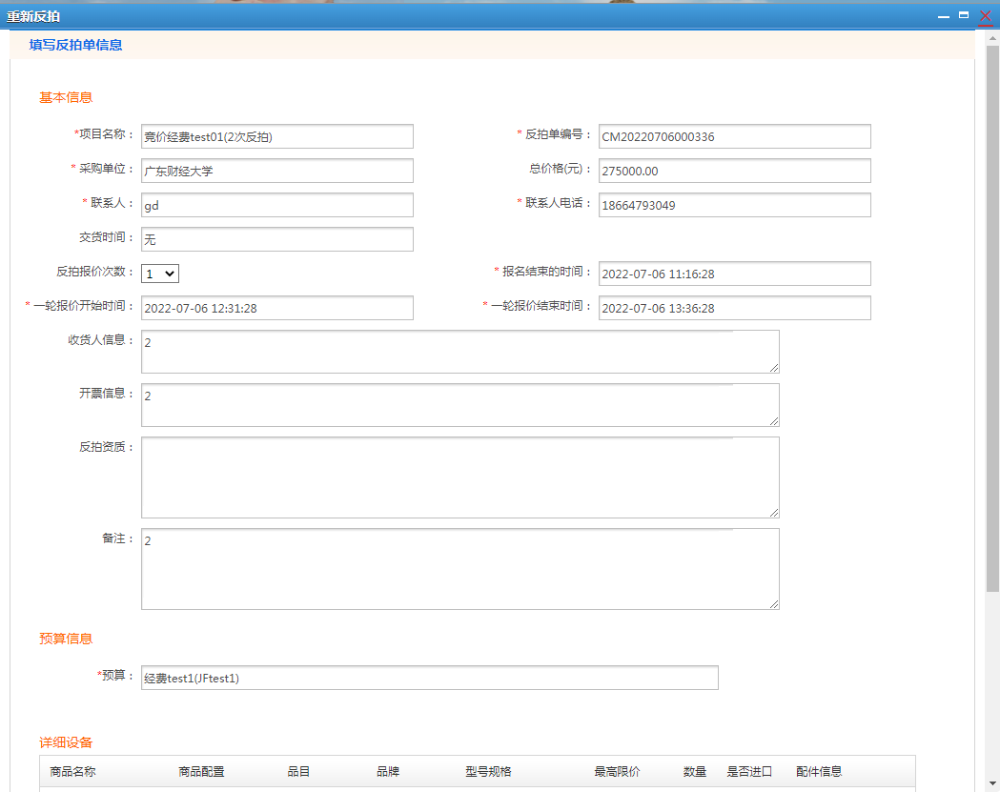 重新反拍
填写反拍单信息
基本信息
*项目名称： 竞价经费test01(2次反拍) * 反拍单编号： CM20220706000336
* 采购单位： 广东财经大学 总价格(元)： 275000.00
* 联系人： gd * 联系人电话： 18664793049
交货时间： 无
反拍报价次数： 1 * 报名结束的时间： 2022-07-06 11:16:28
* 一轮报价开始时间： 2022-07-06 12:31:28 * 一轮报价结束时间： 2022-07-06 13:36:28
收货人信息： 2
开票信息： 2
反拍资质：
备注： 2
预算信息
*预算： 经费test1(JFtest1)
详细设备
商品名称 商品配置 品目 品牌 型号规格 最高限价 数量 是否进口 配件信息